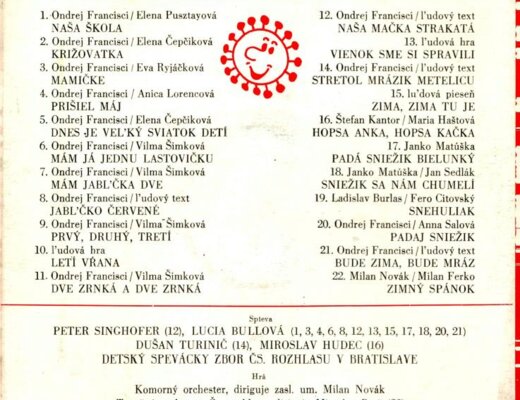 1. Ondrej Francisci / Elena Pusztayová
NAŠA ŠKOLA
2. Ondrej Francisci / Elena Čepčiková
KRIŽOVATKA
3. Ondrej Francisci / Eva Ryjáčková
MAMIČKE
4. Ondrej Francisci / Anica Lorencová
PRIŠIEL MÁJ
5. Ondrej Francisci / Elena Čepčiková
DNES JE VEĽKÝ SVIATOK DETÍ
6. Ondrej Francisci / Vilma Šimková
MÁM JÁ JEDNU LASTOVIČKU
7. Ondrej Francisci / Vilma Šimková
MÁM JABĽČKA DVE
8. Ondrej Francisci / ľudový text
JABĽČKO ČERVENÉ
9. Ondrej Francisci / Vilma Šimková
PRVÝ, DRUHÝ, TRETÍ
10. ľudová hra
LETÍ VŘANA
11. Ondrej Francisci / Vilma Šimková
DVE ZRNKÁ A DVE ZRNKÁ
12. Ondrej Francisci / ľudový text
NAŠA MAČKA STRAKATÁ
13. ľudová hra
VIENOK SME SI SPRAVILI
14. Ondrej Francisci / ľudový text
STRETOL MRÁZIK METELICU
15. lu'dová pieseň
ZIMA, ZIMA TU JE
16. Štefan Kantor / Maria Haštová
HOPSA ANKA, HOPSA KAČKA
17. Janko Matúška
PADÁ SNIEŽIK BIELUNKÝ
18. Janko Matúška / Jan Sedlák
SNIEŽIK SA NÁM CHUMELÍ
19. Ladislav Burlas / Fero Citovský
SNEHULIAK
20. Ondrej Francisci / Anna Šalová
PADAJ SNIEŽIK
21. Ondrej Francisci / ľudový text
BUDE ZIMA, BUDE MRÁZ
22. Milan Novák / Milan Ferko
ZIMNÝ SPÁNOK
Spieva
PETER SINGHOFER (12), LUCIA BULLOVÁ (1, 3, 4, 6, 8, 12, 13, 15, 17, 18, 20, 21)
DUŠAN TURINIČ (14), MIROSLAV HUDEC (16)
DETSKÝ SPEVÁCKY ZBOR ČS. ROZHLASU V BRATISLAVE
Hrá
Komorný orchester, diriguje zasl. um. Milan Novák